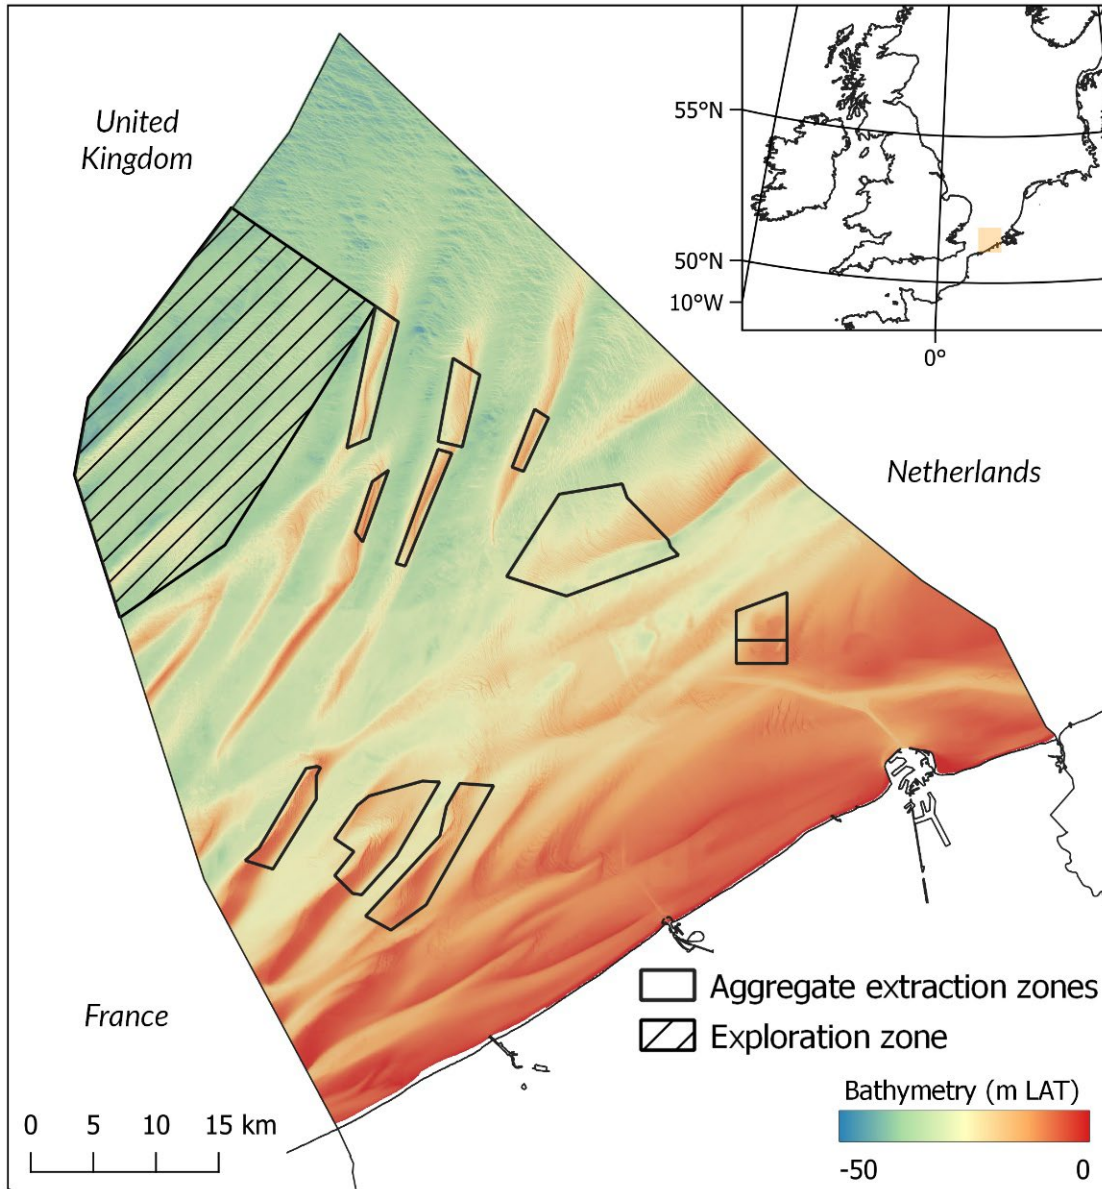 United
Kingdom
55°N
50°N
10°W
0°
Netherlands
France
Aggregate extraction zones
Exploration zone
Bathymetry (m LAT)
-50 0
0 5 10 15 km